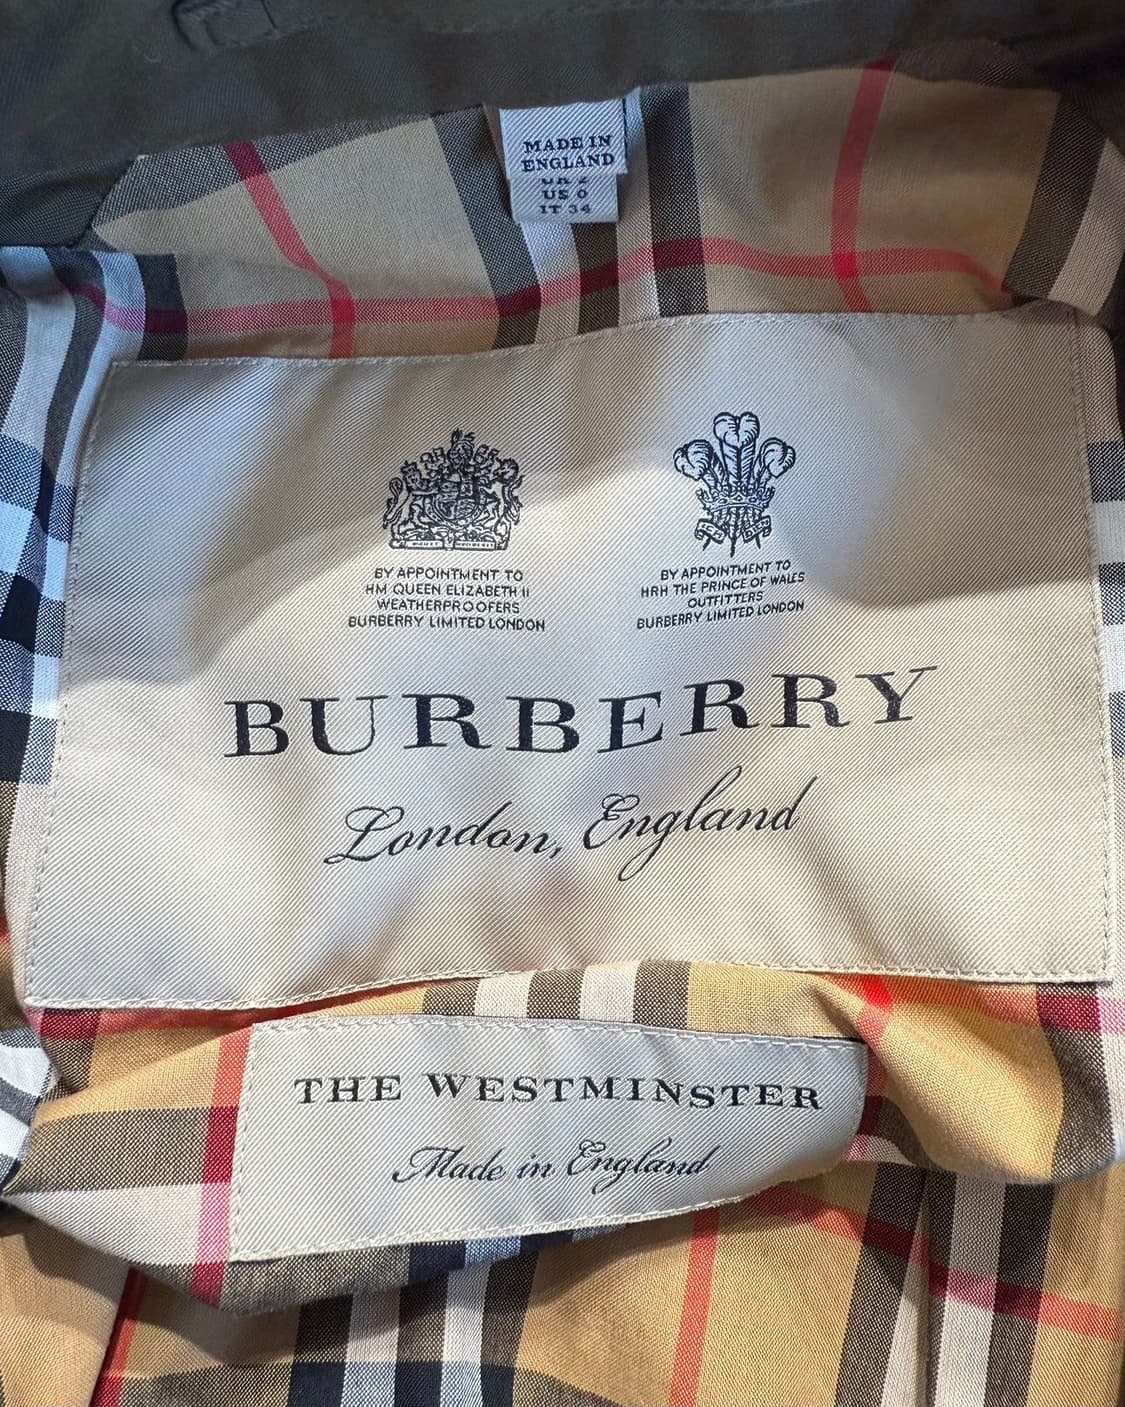 MADE IN
ENGLAND
US 0
IT 34
BY APPOINTMENT TO
HM QUEEN ELIZABETH II
WEATHERPROOFERS
BURBERRY LIMITED LONDON
BY APPOINTMENT TO
HRH THE PRINCE OF WALES
OUTFITTERS
BURBERRY LIMITED LONDON
BURBERRY
London, England
THE WESTMINSTER
Made in England